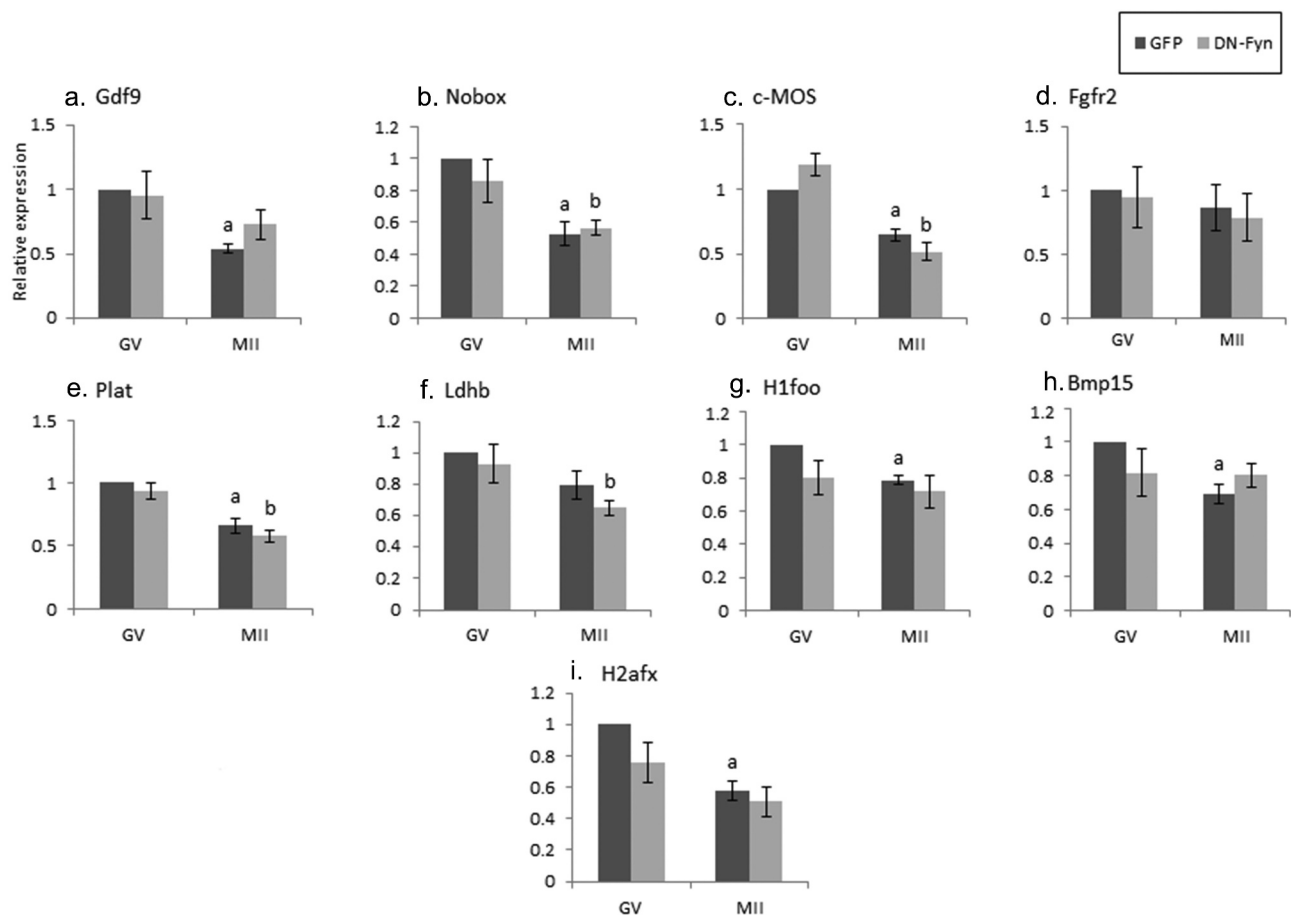 GFP DN-Fyn
a. Gdf9
b. Nobox
c. c-MOS
d. Fgfr2
Relative expression
1.5
1
0.5
0
a
GV MII
1.2
1
0.8
0.6
0.4
0.2
0
a b
GV MII
1.5
1
0.5
0
a b
GV MII
1.5
1
0.5
0
GV MII
e. Plat
f. Ldhb
g. H1foo
h. Bmp15
1.5
1
0.5
0
a b
GV MII
1.2
1
0.8
0.6
0.4
0.2
0
b
GV MII
1.2
1
0.8
0.6
0.4
0.2
0
a
GV MII
1.2
1
0.8
0.6
0.4
0.2
0
a
GV MII
i. H2afx
1.2
1
0.8
0.6
0.4
0.2
0
a
GV MII